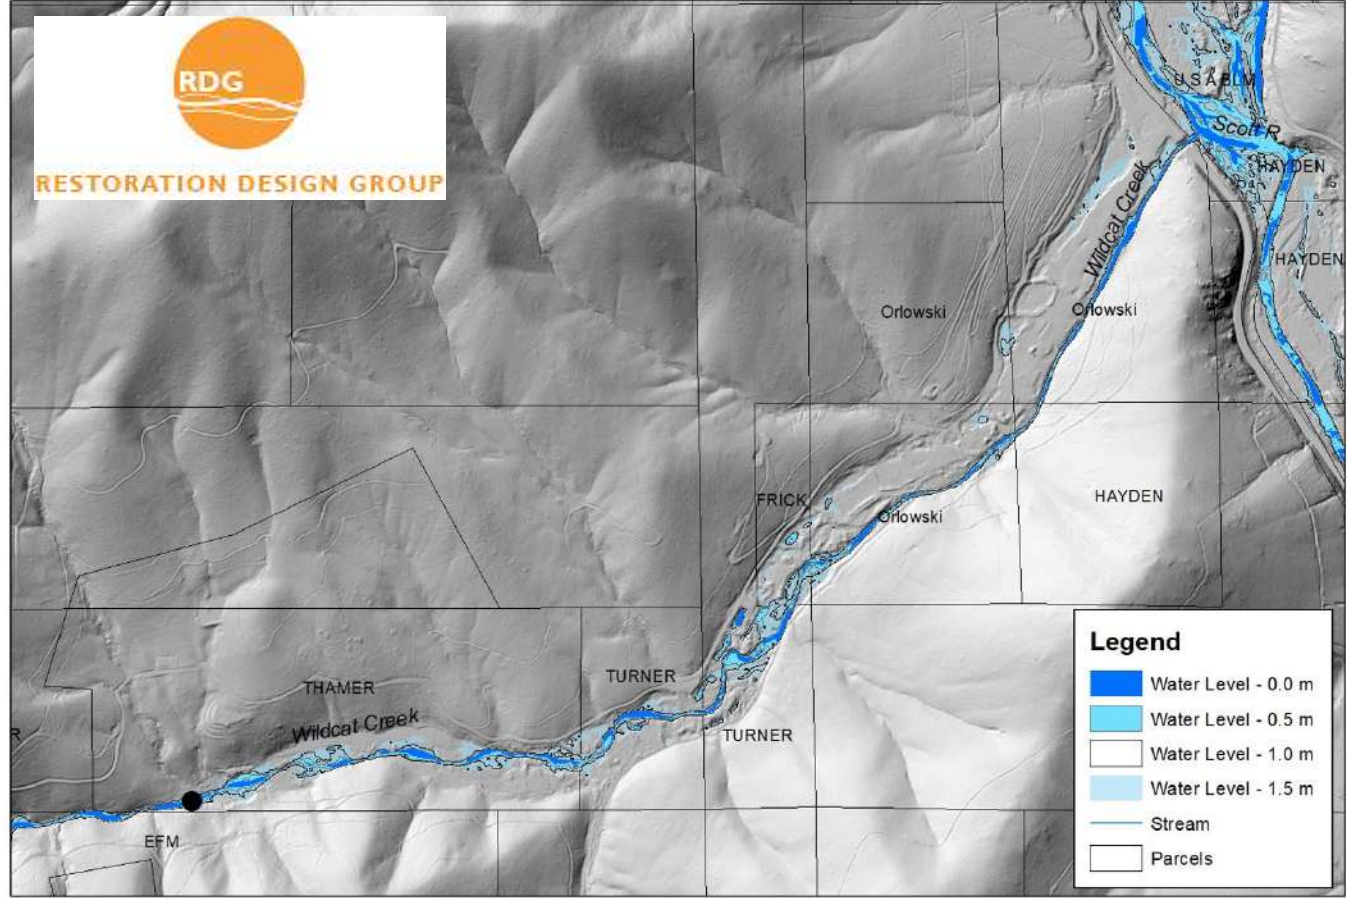 RDG
RESTORATION DESIGN GROUP
U S A BLM
Scott R
HAYDEN
Wildcat Creek
HAYDEN
Orlowski
Orlowski
FRICK
HAYDEN
Orlowski
TURNER
THAMER
Wildcat Creek
TURNER
R
EFM
Legend
Water Level - 0.0 m
Water Level - 0.5 m
Water Level - 1.0 m
Water Level - 1.5 m
Stream
Parcels